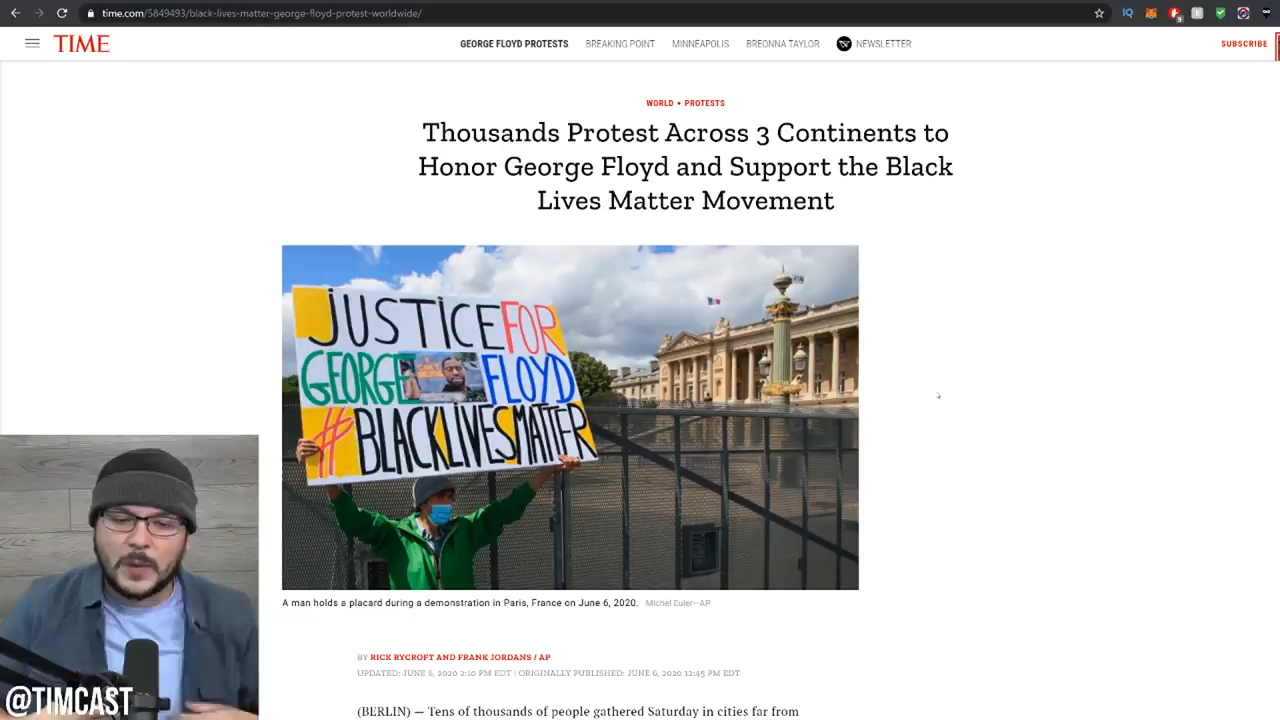 time.com/5849493/black-lives-matter-george-floyd-protest-worldwide/
TIME
GEORGE FLOYD PROTESTS BREAKING POINT MINNEAPOLIS BREONNA TAYLOR NEWSLETTER
SUBSCRIBE
WORLD • PROTESTS
Thousands Protest Across 3 Continents to
Honor George Floyd and Support the Black
Lives Matter Movement
JUSTICE FOR
GEORGE FLOYD
#BLACKLIVESMATTER
A man holds a placard during a demonstration in Paris, France on June 6, 2020. Michel Euler—AP
BY RICK RYCROFT AND FRANK JORDANS / AP
UPDATED: JUNE 6, 2020 2:10 PM EDT | ORIGINALLY PUBLISHED: JUNE 6, 2020 12:45 PM EDT
(BERLIN) — Tens of thousands of people gathered Saturday in cities far from
@TIMCAST